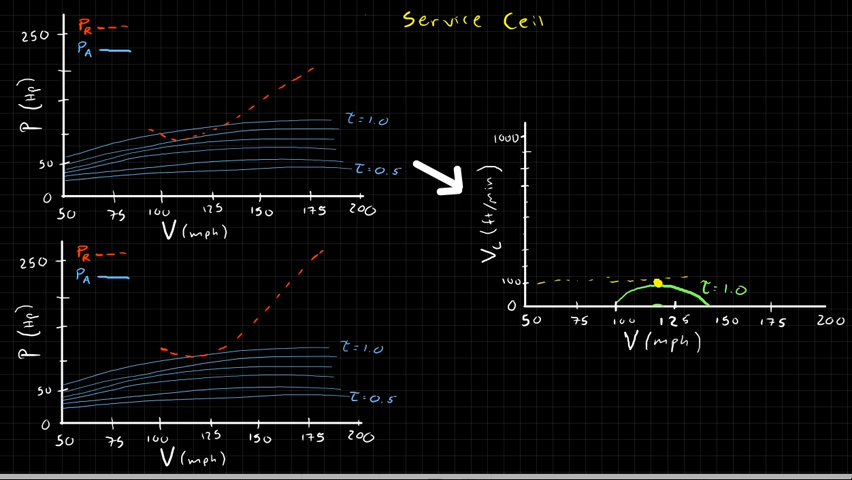 Service Ceil
250
P_R
P_A
P (Hp)
τ=1.0
50
τ=0.5
0
50 75 100 125 150 175 200
V (mph)
250
P_R
P_A
P (Hp)
τ=1.0
50
τ=0.5
0
50 75 100 125 150 175 200
V (mph)
1000
V_c (ft/min)
100
τ=1.0
0
50 75 100 125 150 175 200
V (mph)